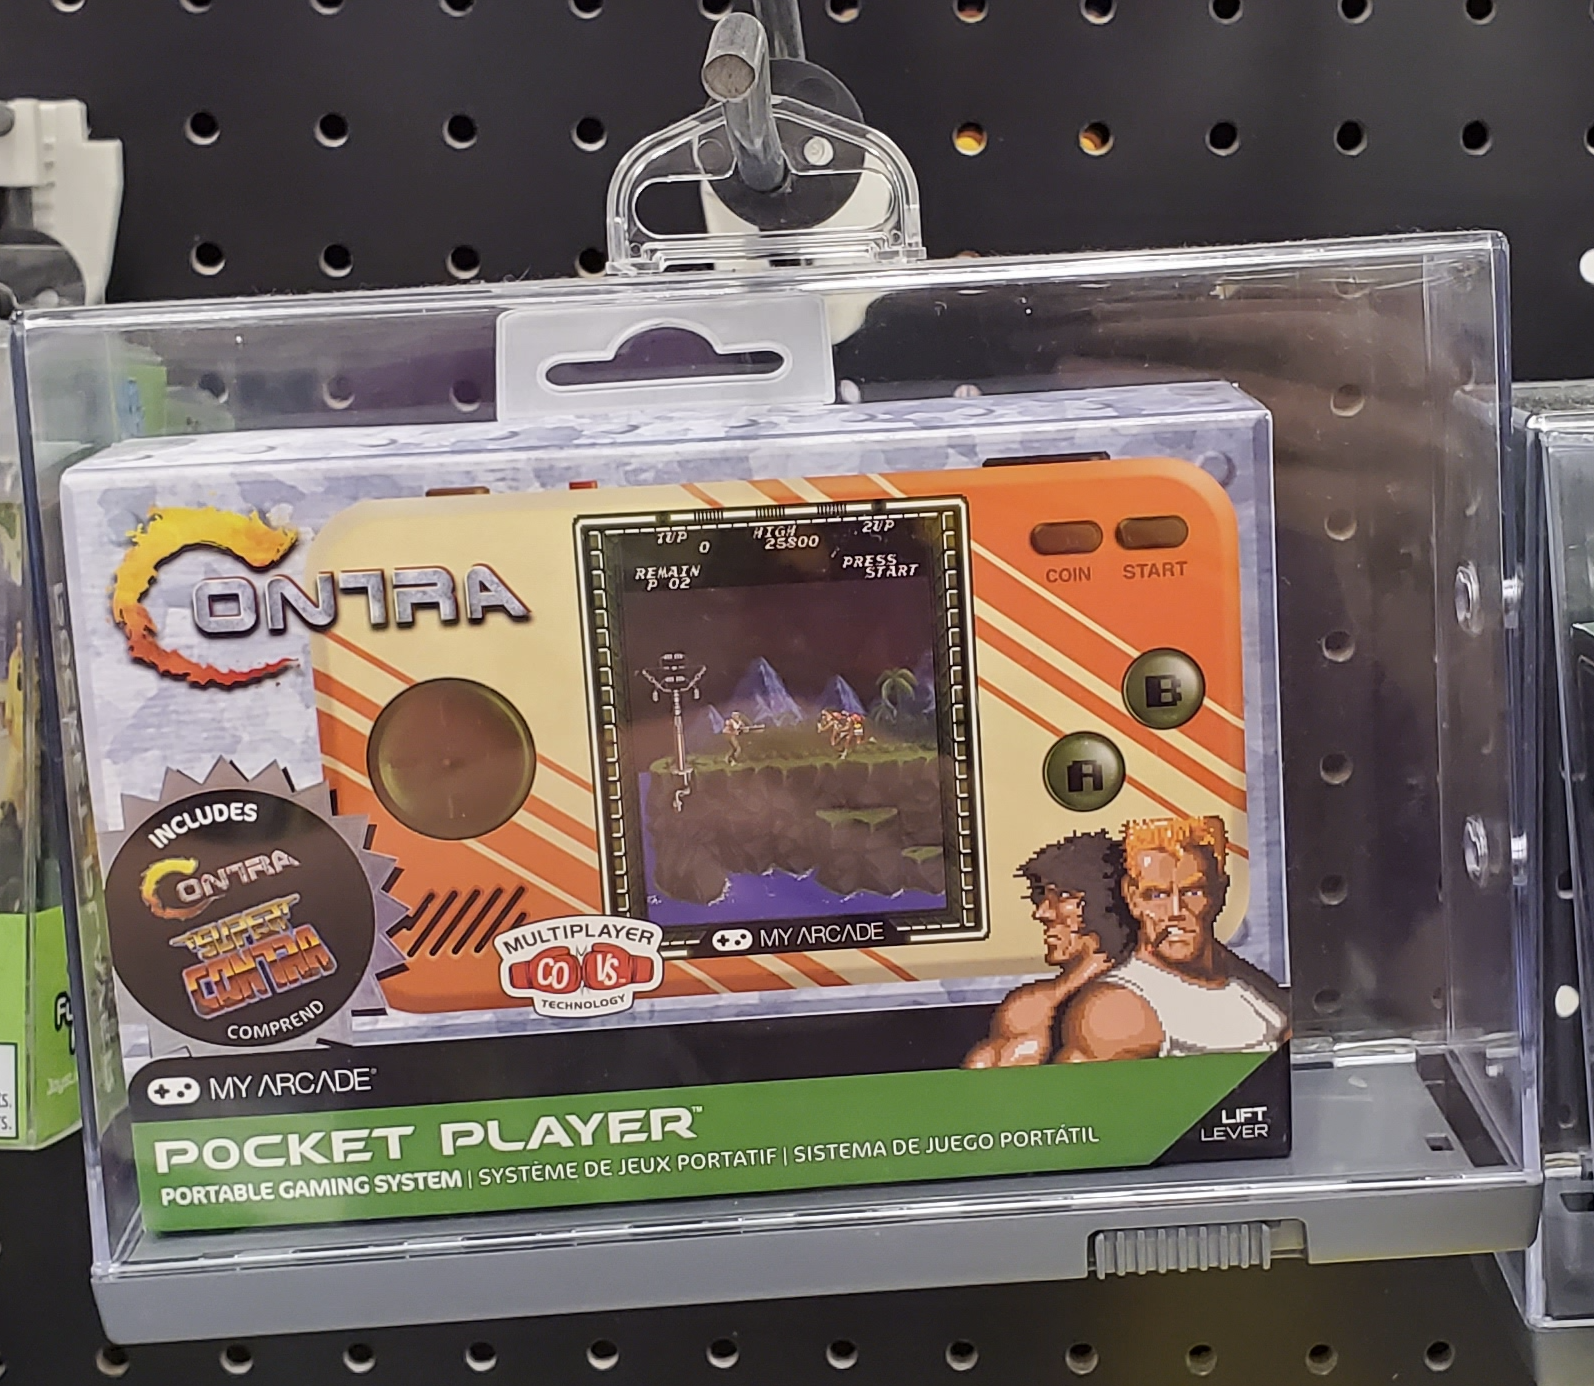 CONTRA
1UP HIGH 2UP
0 25800
REMAIN PRESS
P 02 START
COIN START
B
A
INCLUDES
CONTRA
SUPER
CONTRA
COMPREND
MULTIPLAYER
CO VS™
TECHNOLOGY
MY ARCADE
MY ARCADE®
POCKET PLAYER™
PORTABLE GAMING SYSTEM | SYSTÈME DE JEUX PORTATIF | SISTEMA DE JUEGO PORTÁTIL
LIFT
LEVER